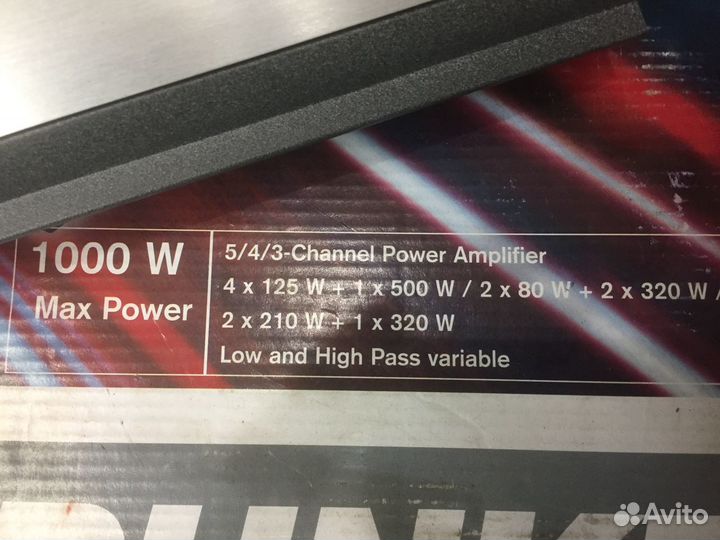 1000 W
Max Power
5/4/3-Channel Power Amplifier
4 x 125 W + 1 x 500 W / 2 x 80 W + 2 x 320 W /
2 x 210 W + 1 x 320 W
Low and High Pass variable
Avito